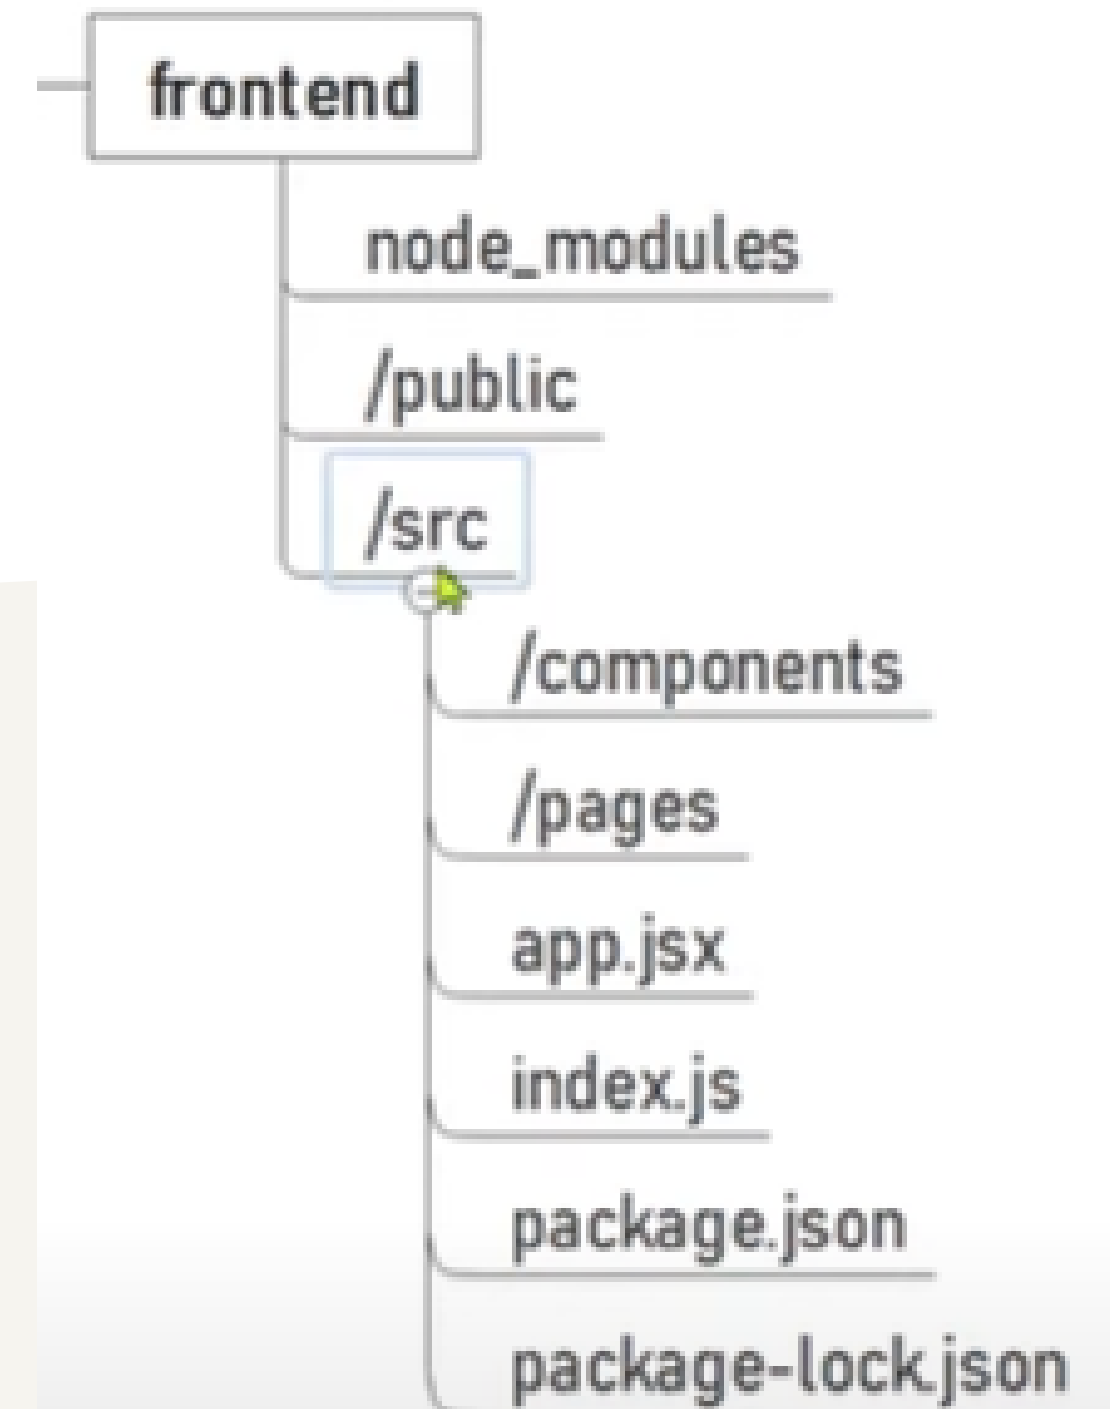 frontend
node_modules
/public
/src
/components
/pages
app.jsx
index.js
package.json
package-lock.json